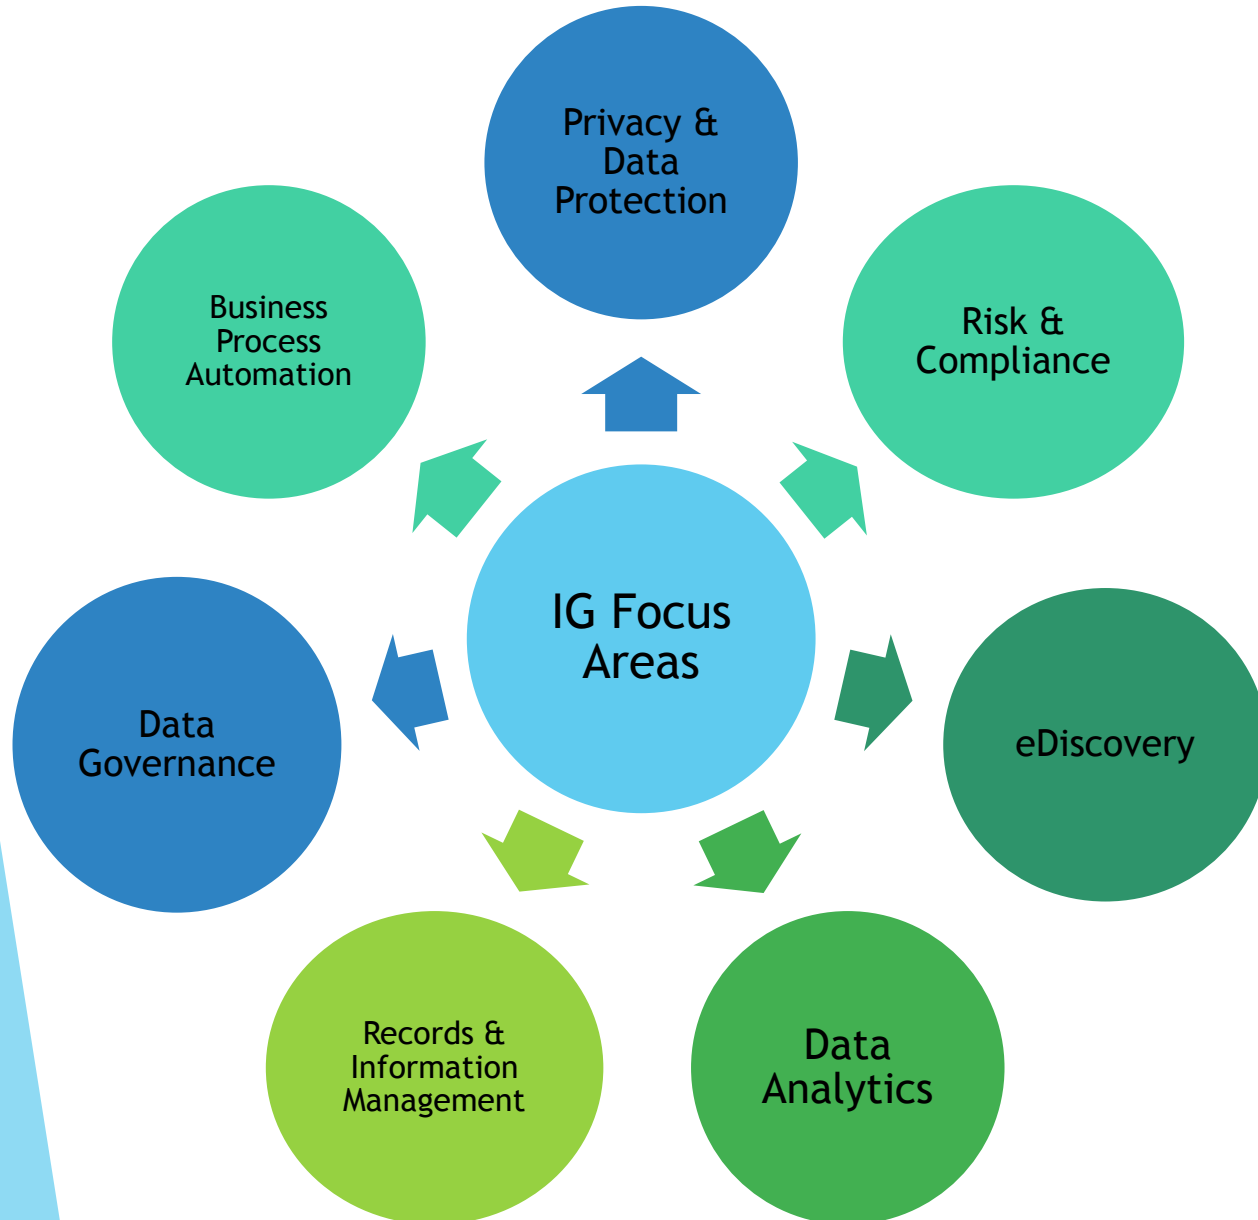 Privacy &
Data
Protection
Business
Process
Automation
Risk &
Compliance
IG Focus
Areas
Data
Governance
eDiscovery
Records &
Information
Management
Data
Analytics